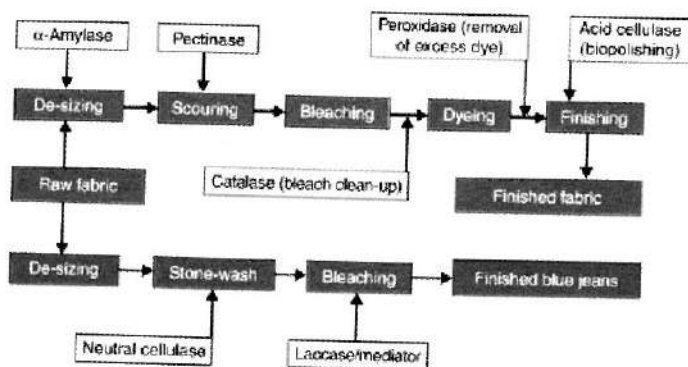 α-Amylase
Pectinase
Peroxidase (removal
of excess dye)
Acid cellulase
(biopolishing)
De-sizing
Scouring
Bleaching
Dyeing
Finishing
Raw fabric
Catalase (bleach clean-up)
Finished fabric
De-sizing
Stone-wash
Bleaching
Finished blue jeans
Neutral cellulase
Laccase/mediator